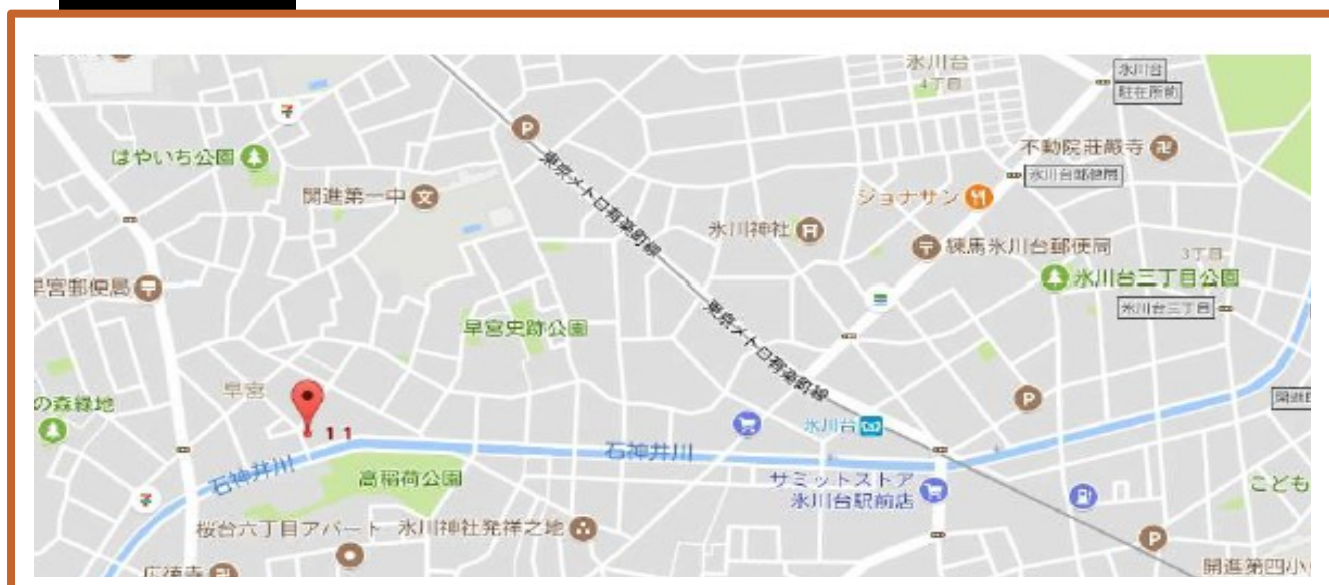 氷川台
4丁目
氷川台
駐在所前
はやいち公園
不動院荘厳寺
氷川台郵便局
東京メトロ有楽町線
関進第一中
ジョナサン
氷川神社
練馬氷川台郵便局
3丁目
氷川台三丁目公園
早宮郵便局
氷川台三丁目
早宮史跡公園
東京メトロ有楽町線
早宮
の森緑地
1 1
氷川台
石神井川
石神井川
高稲荷公園
サミットストア
氷川台駅前店
こども
桜台六丁目アパート
氷川神社発祥之地
広徳寺
開進第四小